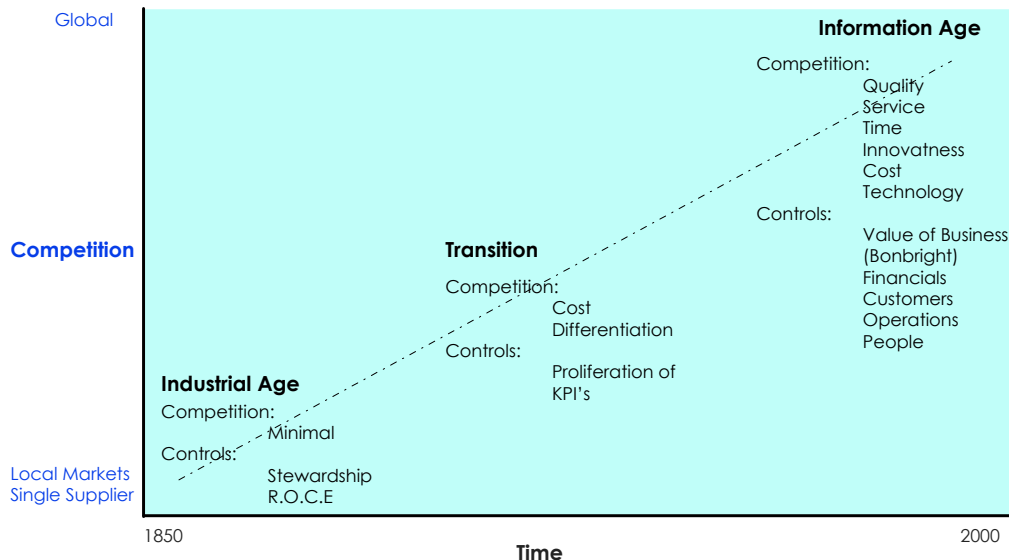 Global
Information Age
Competition:
Quality
Service
Time
Innovatness
Cost
Technology
Controls:
Value of Business
(Bonbright)
Financials
Customers
Operations
People
Competition
Transition
Competition:
Cost
Differentiation
Controls:
Proliferation of
KPI's
Industrial Age
Competition:
Minimal
Controls:
Stewardship
R.O.C.E
Local Markets
Single Supplier
1850
2000
Time